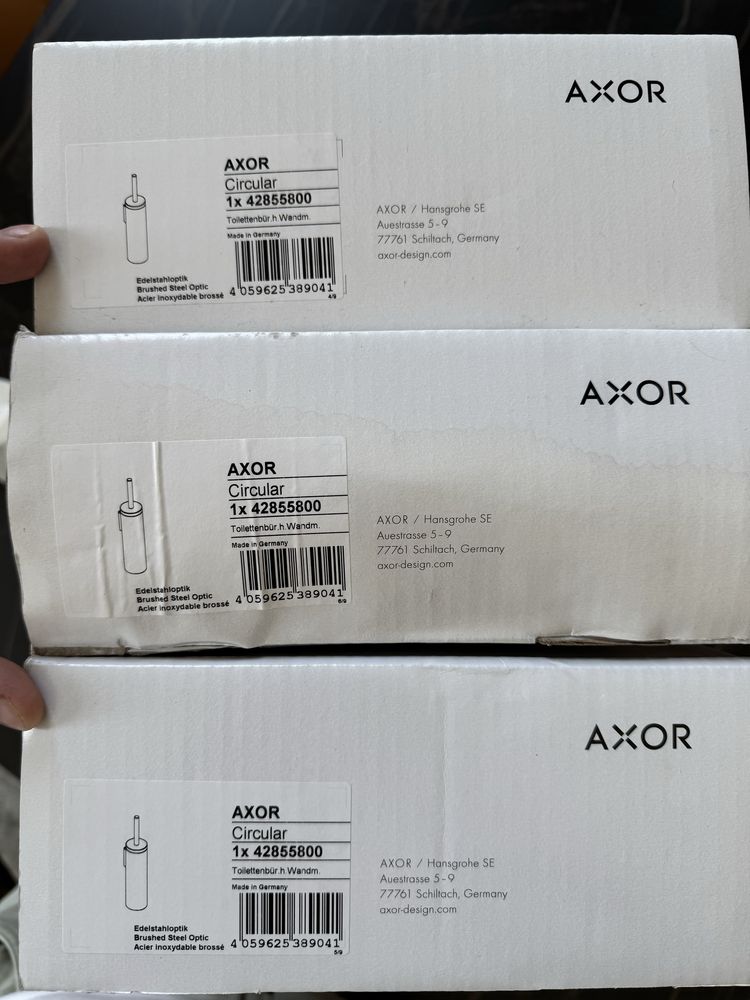 AXOR
AXOR
Circular
1x 42855800
Toilettenbür.h.Wandm.
Made in Germany
Edelstahloptik
Brushed Steel Optic
Acier inoxydable brossé
4 059625 389041
4/9
AXOR / Hansgrohe SE
Auestrasse 5-9
77761 Schiltach, Germany
axor-design.com
AXOR
AXOR
Circular
1x 42855800
Toilettenbür.h.Wandm.
Made in Germany
Edelstahloptik
Brushed Steel Optic
Acier inoxydable brossé
4 059625 389041
6/9
AXOR / Hansgrohe SE
Auestrasse 5-9
77761 Schiltach, Germany
axor-design.com
AXOR
AXOR
Circular
1x 42855800
Toilettenbür.h.Wandm.
Made in Germany
Edelstahloptik
Brushed Steel Optic
Acier inoxydable brossé
4 059625 389041
5/9
AXOR / Hansgrohe SE
Auestrasse 5-9
77761 Schiltach, Germany
axor-design.com